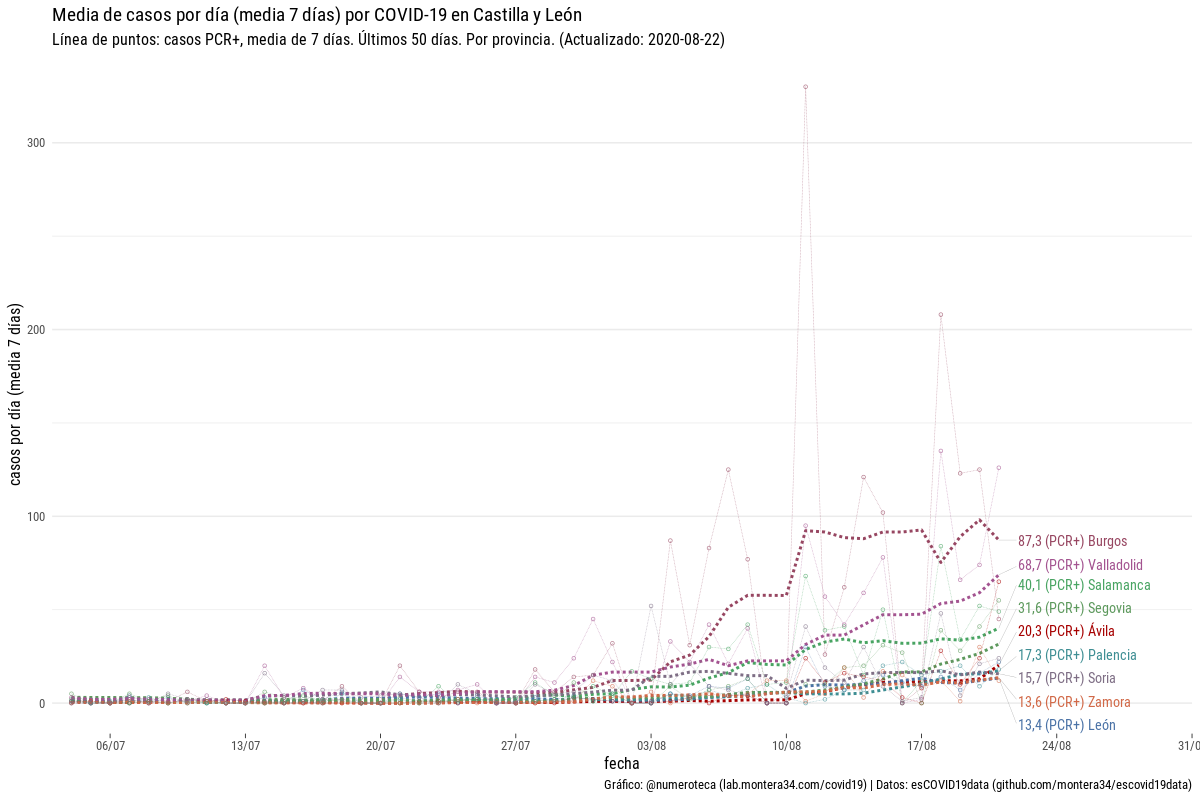 Media de casos por día (media 7 días) por COVID-19 en Castilla y León
Línea de puntos: casos PCR+, media de 7 días. Últimos 50 días. Por provincia. (Actualizado: 2020-08-22)
casos por día (media 7 días)
300
200
100
0
87,3 (PCR+) Burgos
68,7 (PCR+) Valladolid
40,1 (PCR+) Salamanca
31,6 (PCR+) Segovia
20,3 (PCR+) Ávila
17,3 (PCR+) Palencia
15,7 (PCR+) Soria
13,6 (PCR+) Zamora
13,4 (PCR+) León
06/07 13/07 20/07 27/07 03/08 10/08 17/08 24/08 31/0
fecha
Gráfico: @numeroteca (lab.montera34.com/covid19) | Datos: esCOVID19data (github.com/montera34/escovid19data)